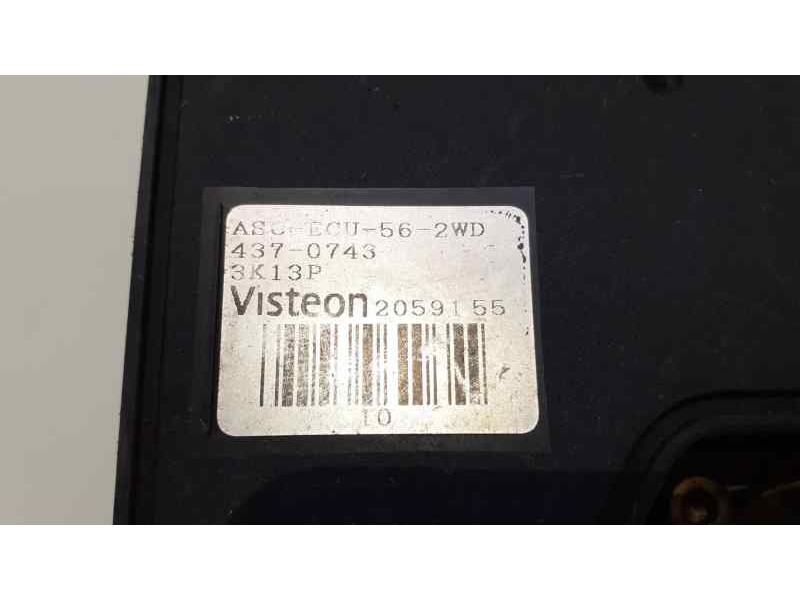 ASC-ECU-56-2WD
437-0743
3K13P
Visteon 2059155
10